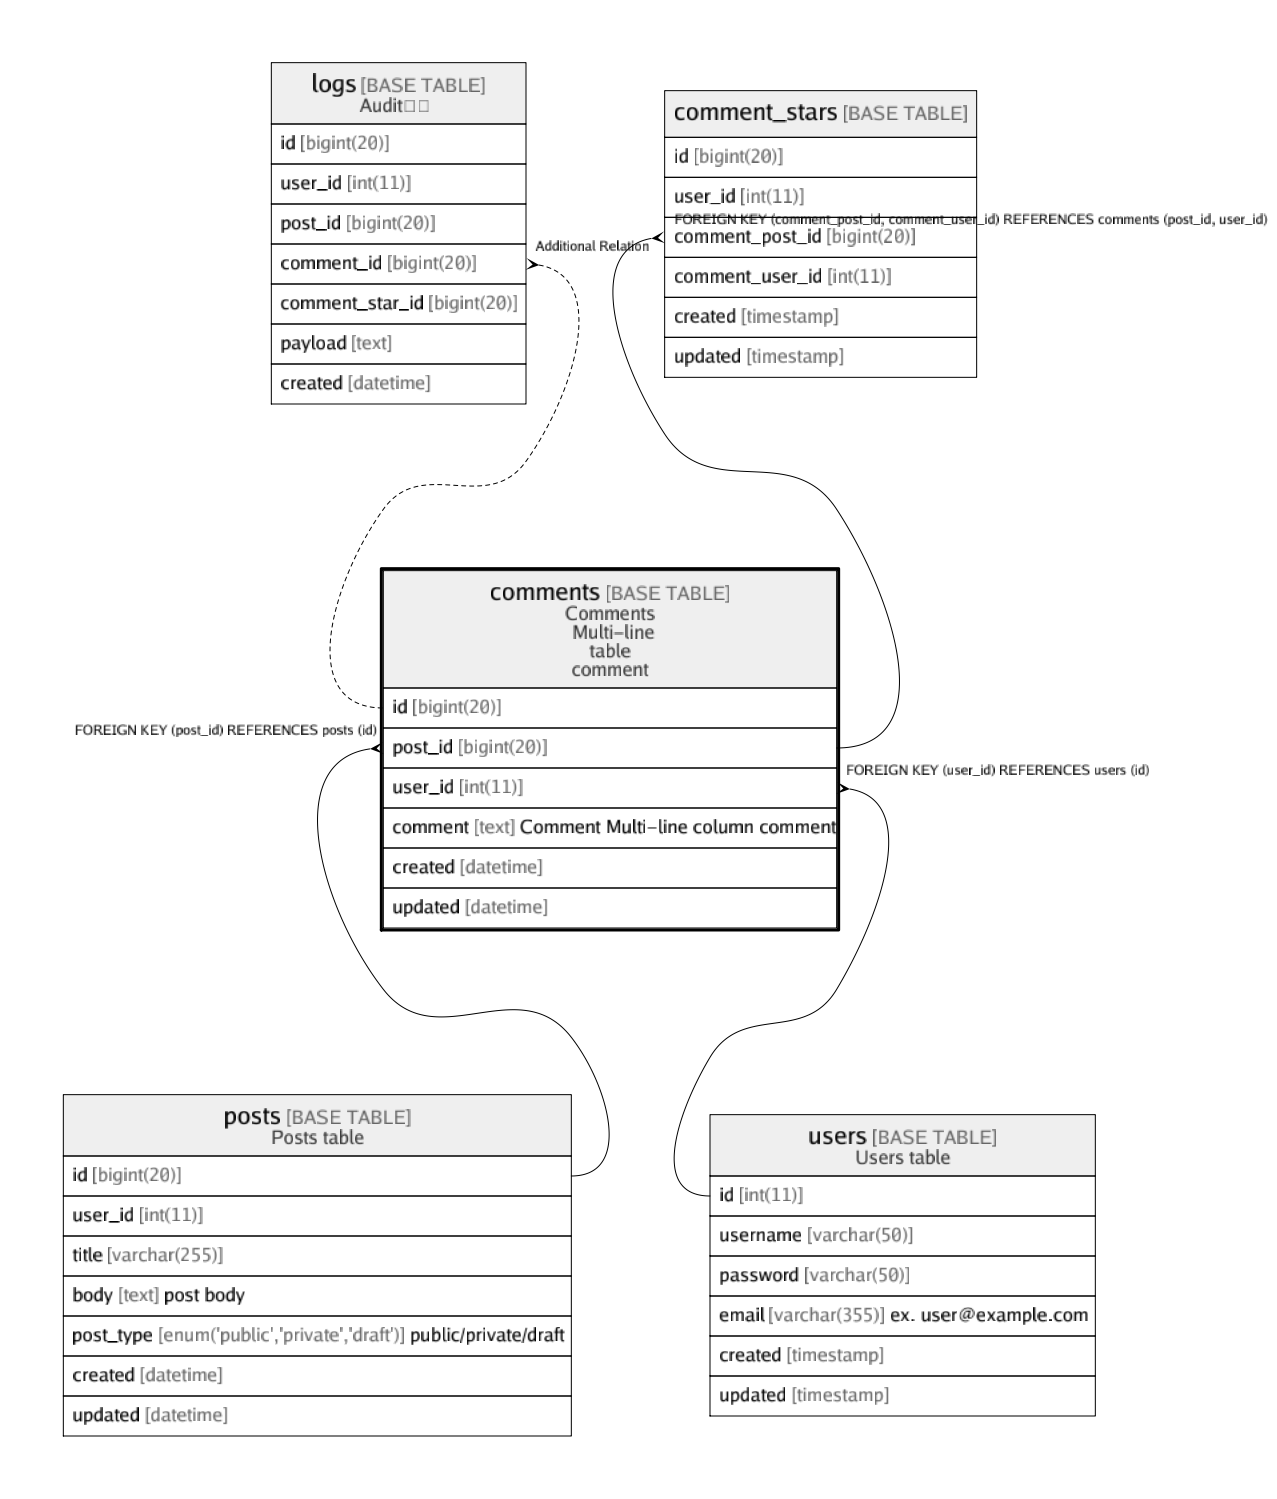 logs [BASE TABLE]
Audit
id [bigint(20)]
user_id [int(11)]
post_id [bigint(20)]
comment_id [bigint(20)]
comment_star_id [bigint(20)]
payload [text]
created [datetime]
Additional Relation
comment_stars [BASE TABLE]
id [bigint(20)]
user_id [int(11)]
FOREIGN KEY (comment_post_id, comment_user_id) REFERENCES comments (post_id, user_id)
comment_post_id [bigint(20)]
comment_user_id [int(11)]
created [timestamp]
updated [timestamp]
comments [BASE TABLE]
Comments
Multi-line
table
comment
id [bigint(20)]
FOREIGN KEY (post_id) REFERENCES posts (id)
post_id [bigint(20)]
FOREIGN KEY (user_id) REFERENCES users (id)
user_id [int(11)]
comment [text] Comment Multi-line column comment
created [datetime]
updated [datetime]
posts [BASE TABLE]
Posts table
id [bigint(20)]
user_id [int(11)]
title [varchar(255)]
body [text] post body
post_type [enum('public','private','draft')] public/private/draft
created [datetime]
updated [datetime]
users [BASE TABLE]
Users table
id [int(11)]
username [varchar(50)]
password [varchar(50)]
email [varchar(355)] ex. user@example.com
created [timestamp]
updated [timestamp]